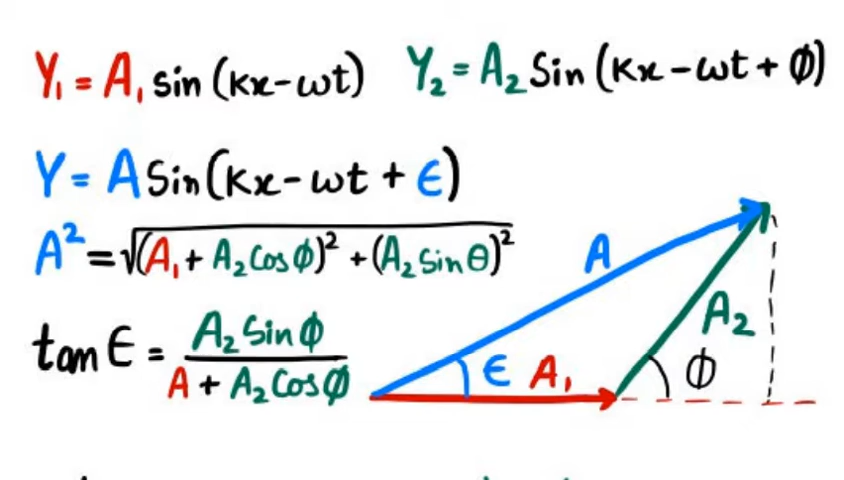 Y₁ = A₁ sin (kx - ωt) Y₂ = A₂ Sin (kx - ωt + ϕ)
Y = A Sin (kx - ωt + ϵ)
A² = √(A₁ + A₂ Cos ϕ)² + (A₂ Sin θ)²
tan ϵ = A₂ Sin ϕ / A + A₂ Cos ϕ
A
A₂
ϵ A₁ ϕ